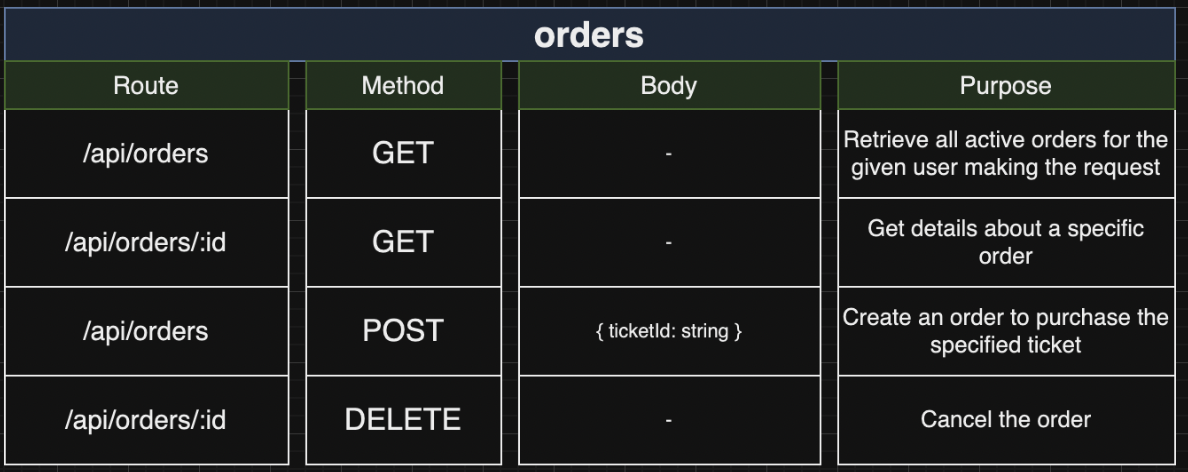 orders
Route Method Body Purpose
/api/orders GET - Retrieve all active orders for the
given user making the request
/api/orders/:id GET - Get details about a specific
order
/api/orders POST { ticketId: string } Create an order to purchase the
specified ticket
/api/orders/:id DELETE - Cancel the order